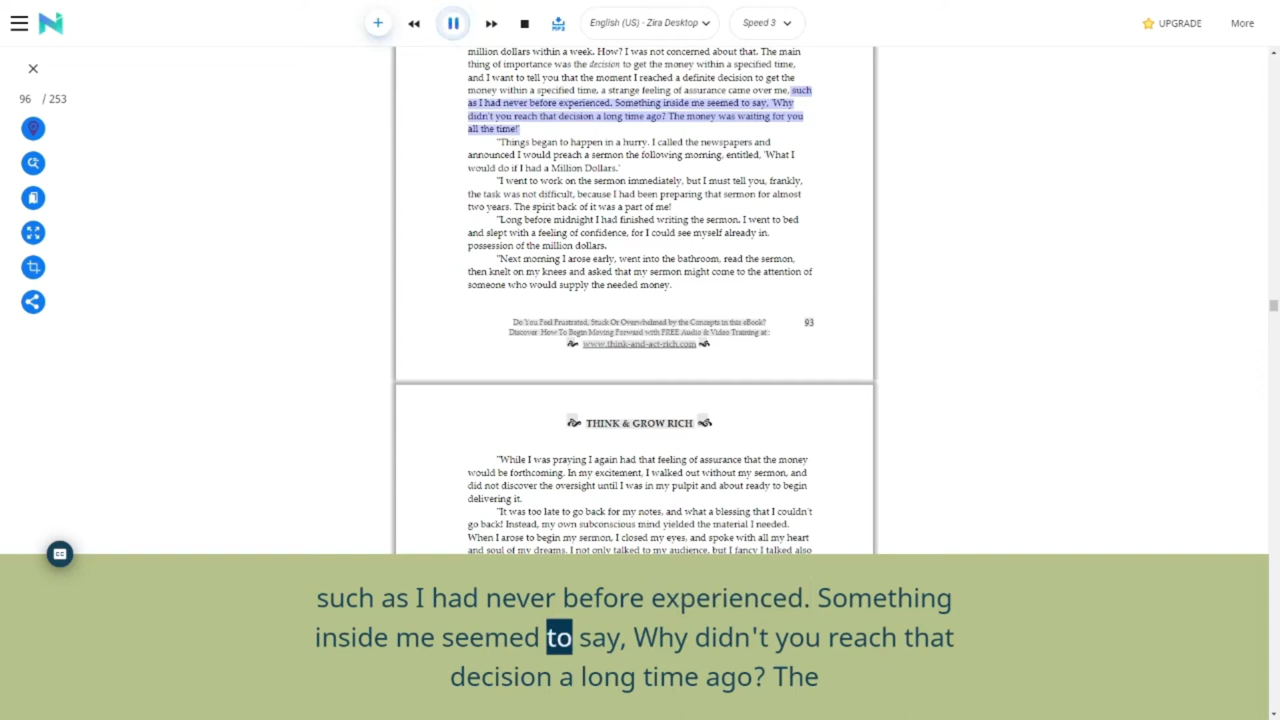 English (US) - Zira Desktop
Speed 3
UPGRADE
More
MP3
96 / 253
million dollars within a week. How? I was not concerned about that. The main
thing of importance was the decision to get the money within a specified time,
and I want to tell you that the moment I reached a definite decision to get the
money within a specified time, a strange feeling of assurance came over me, such
as I had never before experienced. Something inside me seemed to say, 'Why
didn't you reach that decision a long time ago? The money was waiting for you
all the time!'
"Things began to happen in a hurry. I called the newspapers and
announced I would preach a sermon the following morning, entitled, 'What I
would do if I had a Million Dollars.'
"I went to work on the sermon immediately, but I must tell you, frankly,
the task was not difficult, because I had been preparing that sermon for almost
two years. The spirit back of it was a part of me!
"Long before midnight I had finished writing the sermon. I went to bed
and slept with a feeling of confidence, for I could see myself already in.
possession of the million dollars.
"Next morning I arose early, went into the bathroom, read the sermon,
then knelt on my knees and asked that my sermon might come to the attention of
someone who would supply the needed money.
Do You Feel Frustrated, Stuck Or Overwhelmed by the Concepts in this eBook?
93
Discover How To Begin Moving Forward with FREE Audio & Video Training at :
www.think-and-act-rich.com
THINK & GROW RICH
"While I was praying I again had that feeling of assurance that the money
would be forthcoming. In my excitement, I walked out without my sermon, and
did not discover the oversight until I was in my pulpit and about ready to begin
delivering it.
"It was too late to go back for my notes, and what a blessing that I couldn't
go back! Instead, my own subconscious mind yielded the material I needed.
When I arose to begin my sermon, I closed my eyes, and spoke with all my heart
and soul of my dreams. I not only talked to my audience, but I fancy I talked also
CC
such as I had never before experienced. Something
inside me seemed to say, Why didn't you reach that
decision a long time ago? The